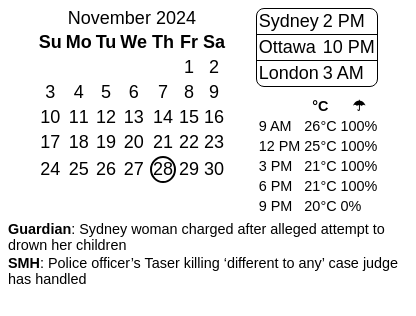 November 2024
Su Mo Tu We Th Fr Sa
1 2
3 4 5 6 7 8 9
10 11 12 13 14 15 16
17 18 19 20 21 22 23
24 25 26 27 28 29 30
Sydney 2 PM
Ottawa 10 PM
London 3 AM
°C ☂
9 AM 26°C 100%
12 PM 25°C 100%
3 PM 21°C 100%
6 PM 21°C 100%
9 PM 20°C 0%
Guardian: Sydney woman charged after alleged attempt to
drown her children
SMH: Police officer’s Taser killing ‘different to any’ case judge
has handled